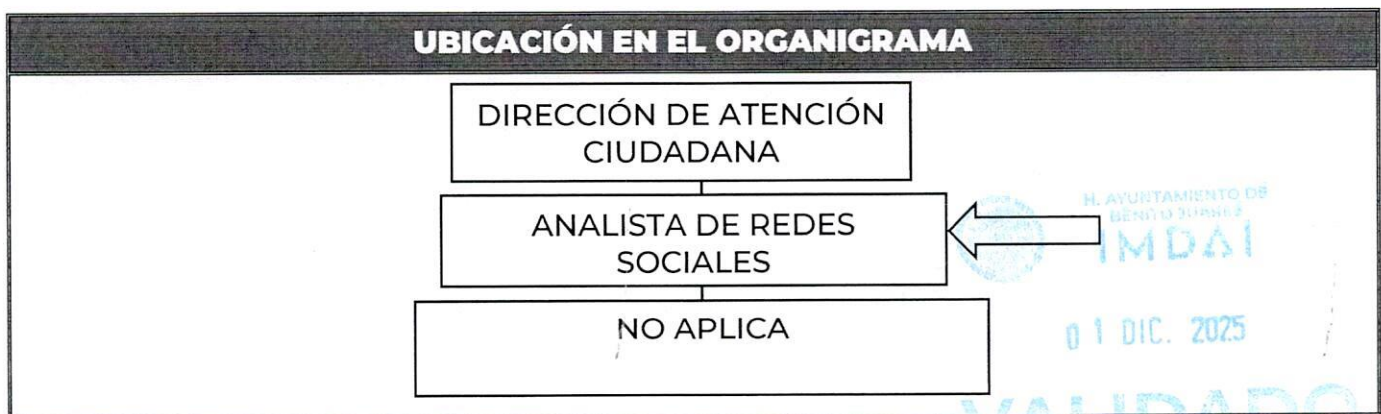 UBICACIÓN EN EL ORGANIGRAMA
DIRECCIÓN DE ATENCIÓN
CIUDADANA
ANALISTA DE REDES
SOCIALES
NO APLICA
H. AYUNTAMIENTO DE
BENITO JUÁREZ
IMDAI
01 DIC. 2025
VALIDADO